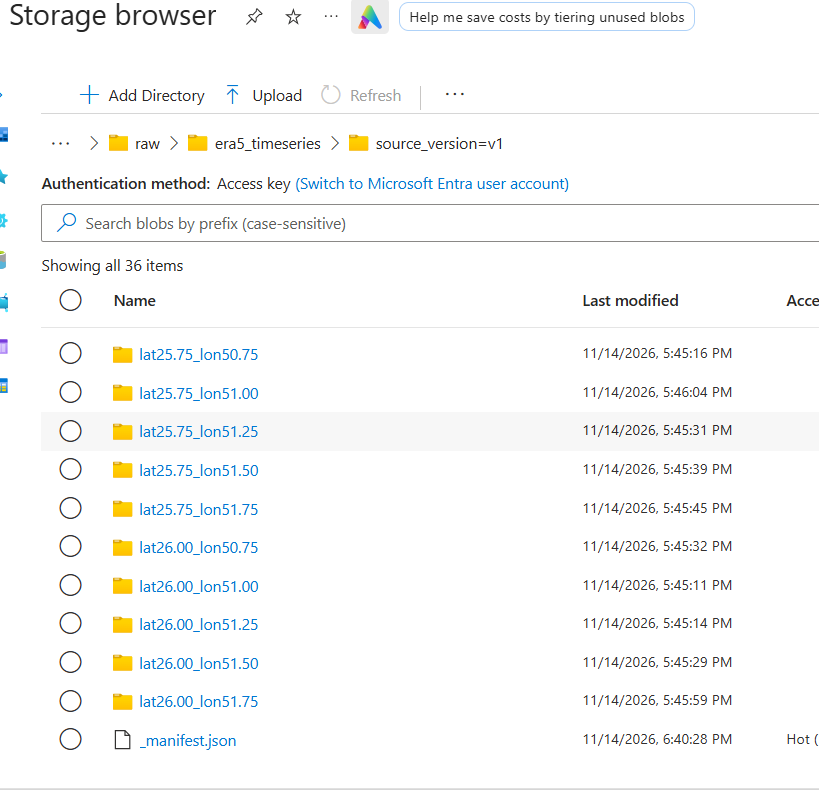 Storage browser ... Help me save costs by tiering unused blobs
Add Directory Upload Refresh ...
... > raw > era5_timeseries > source_version=v1
Authentication method: Access key (Switch to Microsoft Entra user account)
Search blobs by prefix (case-sensitive)
Showing all 36 items
Name Last modified Acce
lat25.75_lon50.75 11/14/2026, 5:45:16 PM
lat25.75_lon51.00 11/14/2026, 5:46:04 PM
lat25.75_lon51.25 11/14/2026, 5:45:31 PM
lat25.75_lon51.50 11/14/2026, 5:45:39 PM
lat25.75_lon51.75 11/14/2026, 5:45:45 PM
lat26.00_lon50.75 11/14/2026, 5:45:32 PM
lat26.00_lon51.00 11/14/2026, 5:45:11 PM
lat26.00_lon51.25 11/14/2026, 5:45:14 PM
lat26.00_lon51.50 11/14/2026, 5:45:29 PM
lat26.00_lon51.75 11/14/2026, 5:45:59 PM
_manifest.json 11/14/2026, 6:40:28 PM Hot (